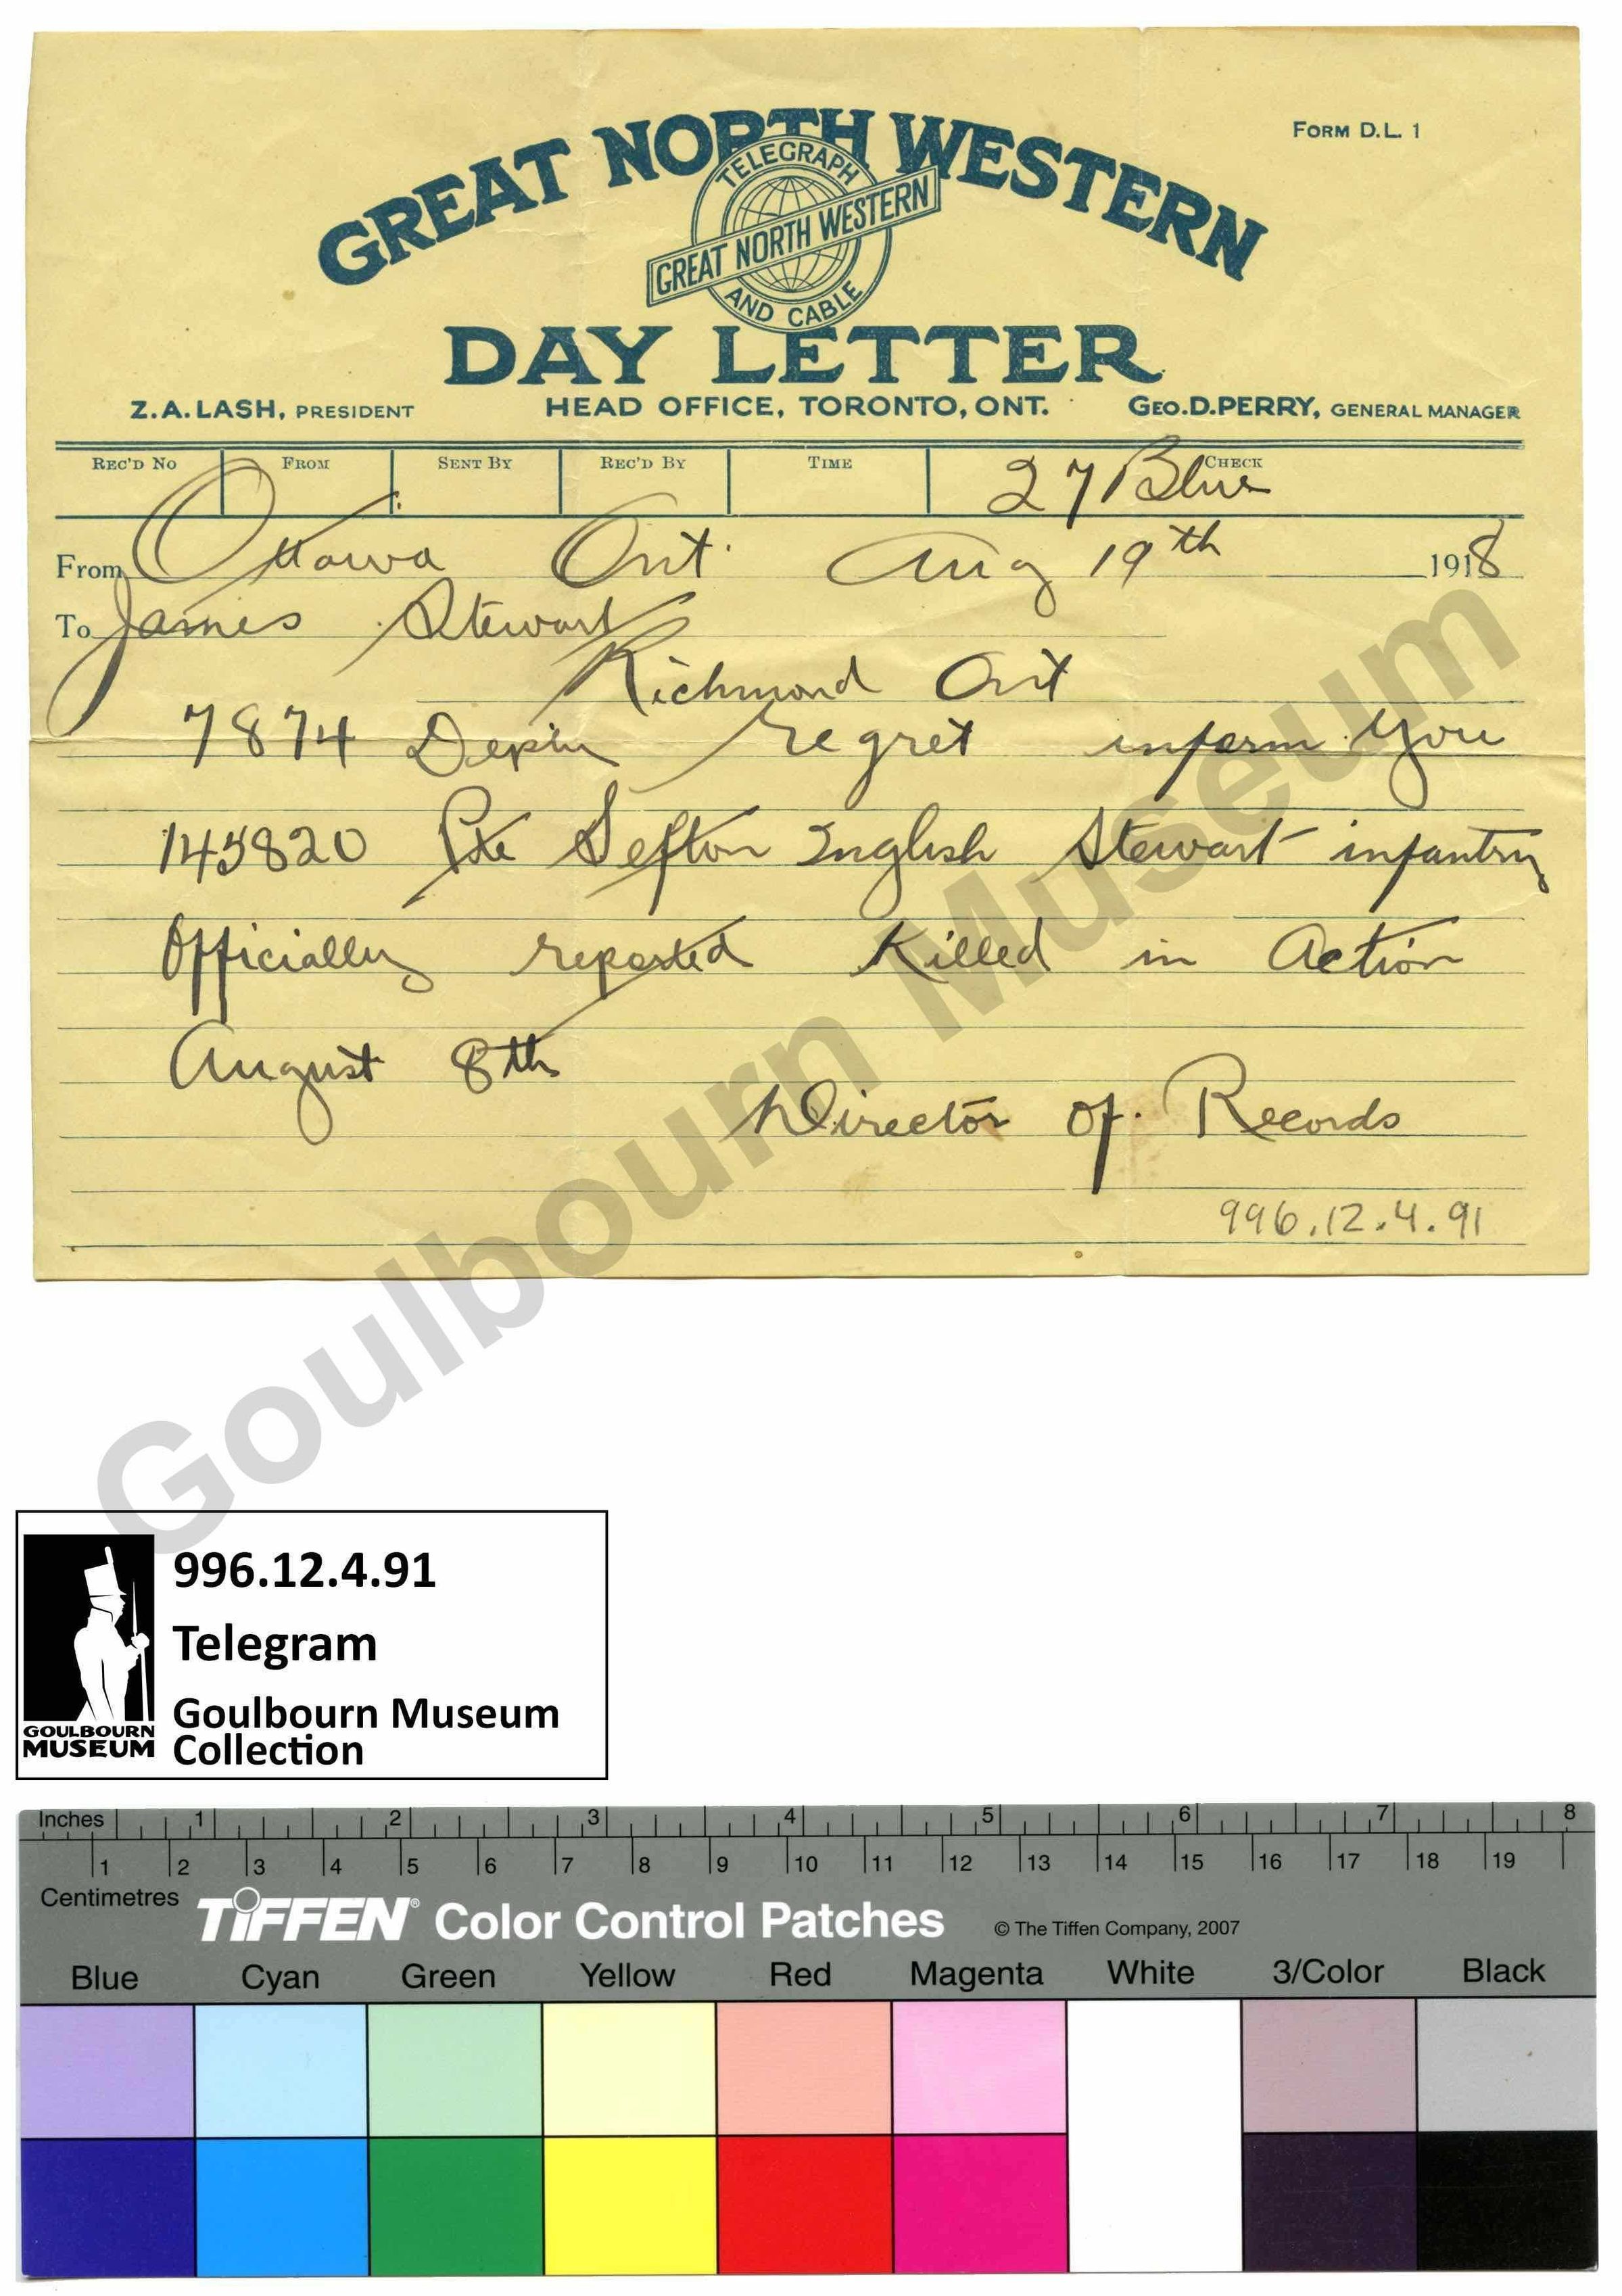 FORM D.L. 1
GREAT NORTH WESTERN
TELEGRAPH
GREAT NORTH WESTERN
AND CABLE
DAY LETTER
Z.A. LASH, PRESIDENT HEAD OFFICE, TORONTO, ONT. GEO. D. PERRY, GENERAL MANAGER
REC'D NO FROM SENT BY REC'D BY TIME CHECK
27 Blue
From Ottawa Ont. Aug 19th 1918
To James Stewart
Richmond Ont
7874 regret inform you
145820 Pte Sefton English Stewart infantry
Officially reported Killed in Action
August 8th
Director of Records
996.12.4.91
Goulbourn Museum
996.12.4.91
Telegram
Goulbourn Museum
Collection
GOULBOURN
MUSEUM
Inches 1 2 3 4 5 6 7 8
1 2 3 4 5 6 7 8 9 10 11 12 13 14 15 16 17 18 19
Centimetres
TIFFEN® Color Control Patches © The Tiffen Company, 2007
Blue Cyan Green Yellow Red Magenta White 3/Color Black